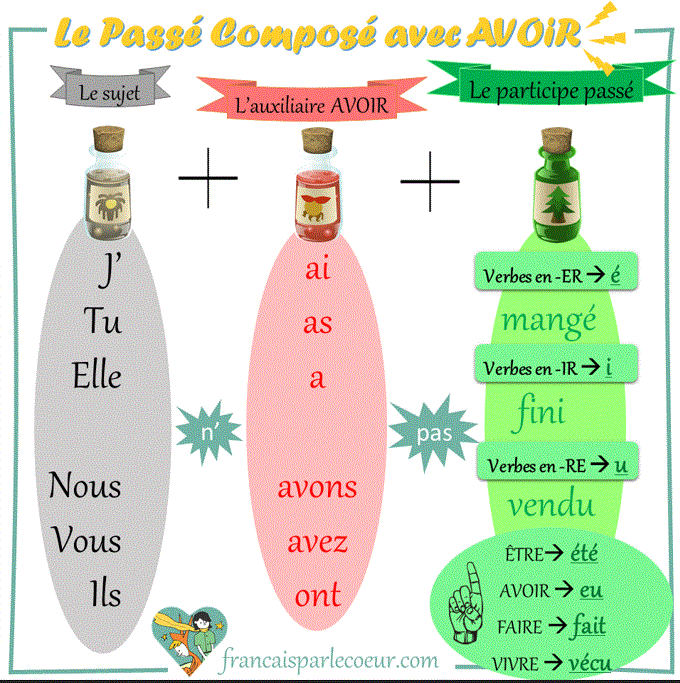 Le Passé Composé avec AVOiR
Le sujet
L'auxiliaire AVOIR
Le participe passé
+
+
J'
Tu
Elle
Nous
Vous
Ils
n'
ai
as
a
avons
avez
ont
pas
Verbes en -ER → é
mangé
Verbes en -IR → i
fini
Verbes en -RE → u
vendu
ÊTRE → été
AVOIR → eu
FAIRE → fait
VIVRE → vécu
francaisparlecoeur.com